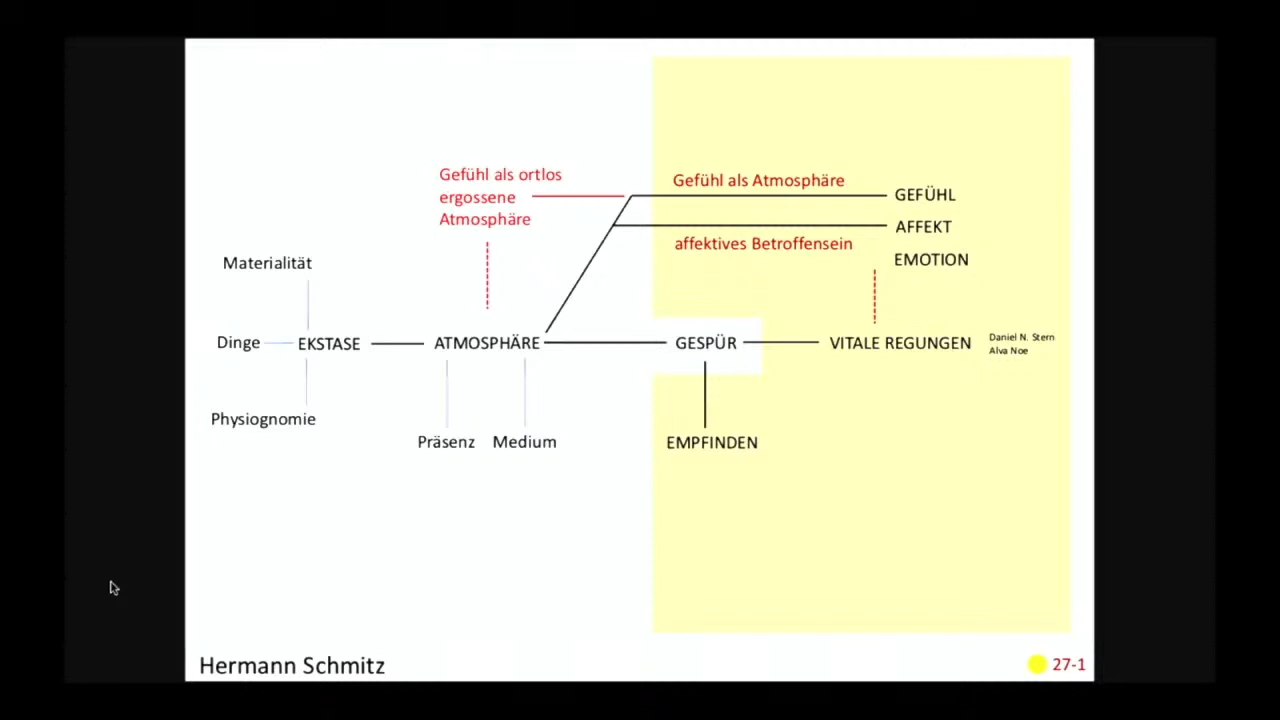 Gefühl als ortlos
ergossene
Atmosphäre
Gefühl als Atmosphäre
GEFÜHL
AFFEKT
affektives Betroffensein
EMOTION
Materialität
Dinge
EKSTASE
ATMOSPHÄRE
GESPÜR
VITALE REGUNGEN
Daniel N. Stern
Alva Noe
Physiognomie
Präsenz
Medium
EMPFINDEN
Hermann Schmitz
27-1